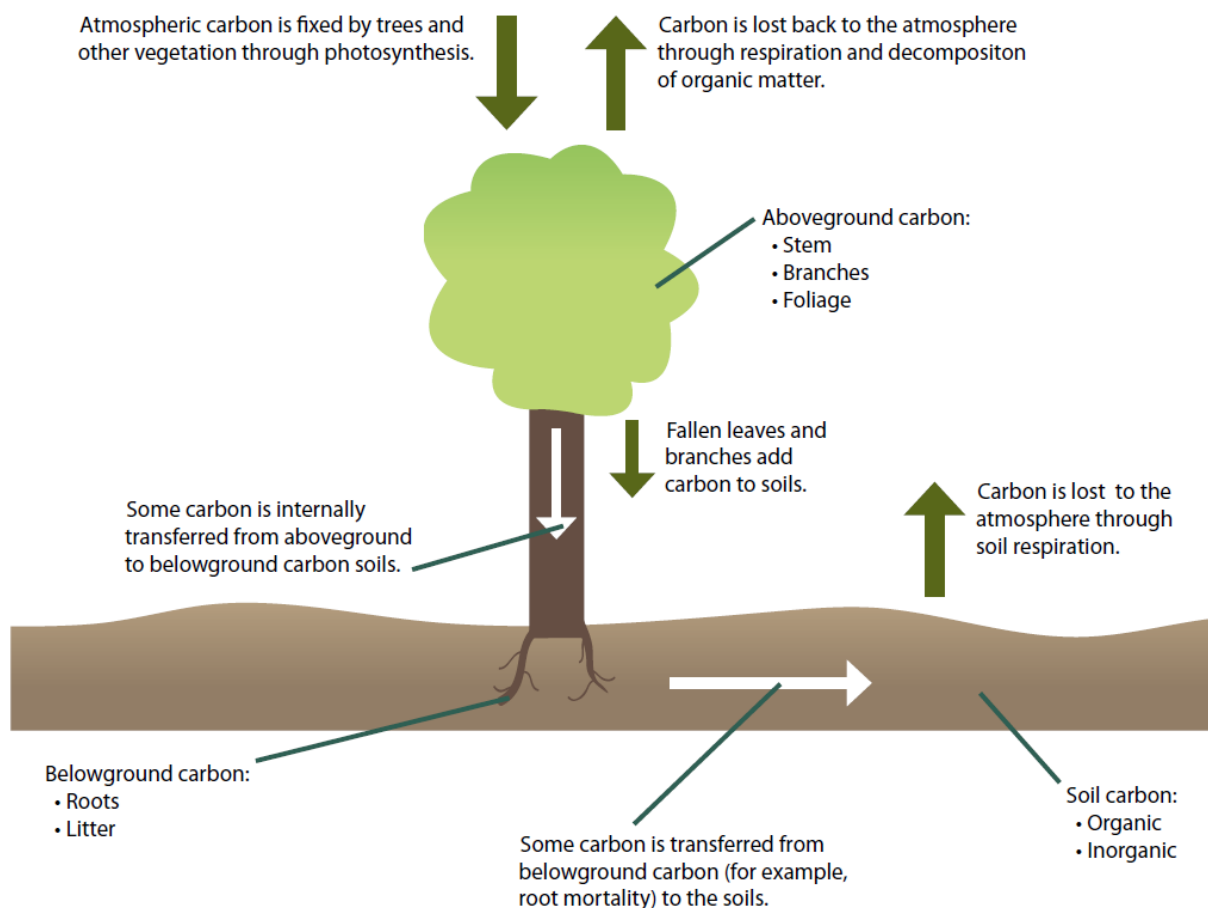 Atmospheric carbon is fixed by trees and
other vegetation through photosynthesis.
Carbon is lost back to the atmosphere
through respiration and decompositon
of organic matter.
Aboveground carbon:
• Stem
• Branches
• Foliage
Fallen leaves and
branches add
carbon to soils.
Some carbon is internally
transferred from aboveground
to belowground carbon soils.
Carbon is lost to the
atmosphere through
soil respiration.
Belowground carbon:
• Roots
• Litter
Some carbon is transferred from
belowground carbon (for example,
root mortality) to the soils.
Soil carbon:
• Organic
• Inorganic